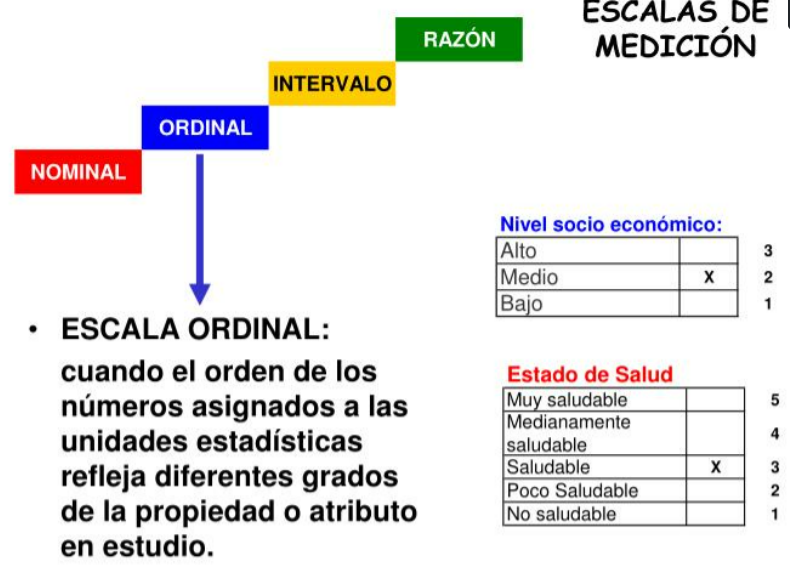 ESCALAS DE
MEDICIÓN
RAZÓN
INTERVALO
ORDINAL
NOMINAL
• ESCALA ORDINAL:
cuando el orden de los
números asignados a las
unidades estadísticas
refleja diferentes grados
de la propiedad o atributo
en estudio.
Nivel socio económico:
Alto 3
Medio X 2
Bajo 1
Estado de Salud
Muy saludable 5
Medianamente
saludable 4
Saludable X 3
Poco Saludable 2
No saludable 1